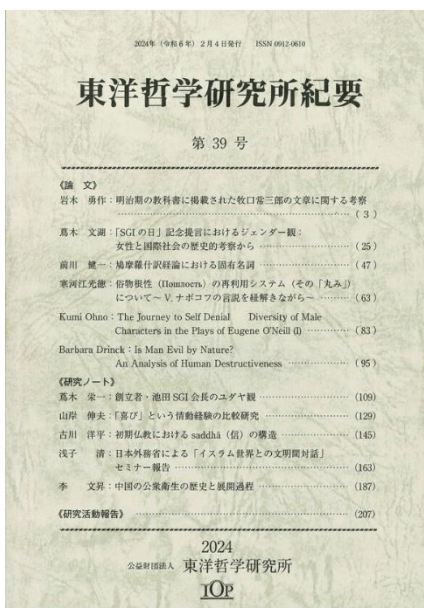 2024年（令和６年）２月４日発行　ISSN 0912-0610
東洋哲学研究所紀要
第 39 号
《論　文》
岩木　勇作：明治期の教科書に掲載された牧口常三郎の文章に関する考察
（ 3 ）
蔦木　文湖：「SGIの日」記念提言におけるジェンダー観：
女性と国際社会の歴史的考察から （ 25 ）
前川　健一：鳩摩羅什訳経論における固有名詞 （ 47 ）
寒河江光徳：俗物根性（Пошлость）の再利用システム（その「丸み」）
について～ V. ナボコフの言説を紐解きながら～ （ 63 ）
Kumi Ohno：The Journey to Self Denial　Diversity of Male
Characters in the Plays of Eugene O'Neill (I) （ 83 ）
Barbara Drinck：Is Man Evil by Nature?
An Analysis of Human Destructiveness （ 95 ）
《研究ノート》
蔦木　栄一：創立者・池田SGI会長のユダヤ観 （109）
山岸　伸夫：「喜び」という情動経験の比較研究 （129）
古川　洋平：初期仏教におけるsaddhā（信）の構造 （145）
浅子　　清：日本外務省による「イスラム世界との文明間対話」
セミナー報告 （163）
李　　文昇：中国の公衆衛生の歴史と展開過程 （187）
《研究活動報告》 （207）
2024
公益財団法人　東洋哲学研究所
IOP